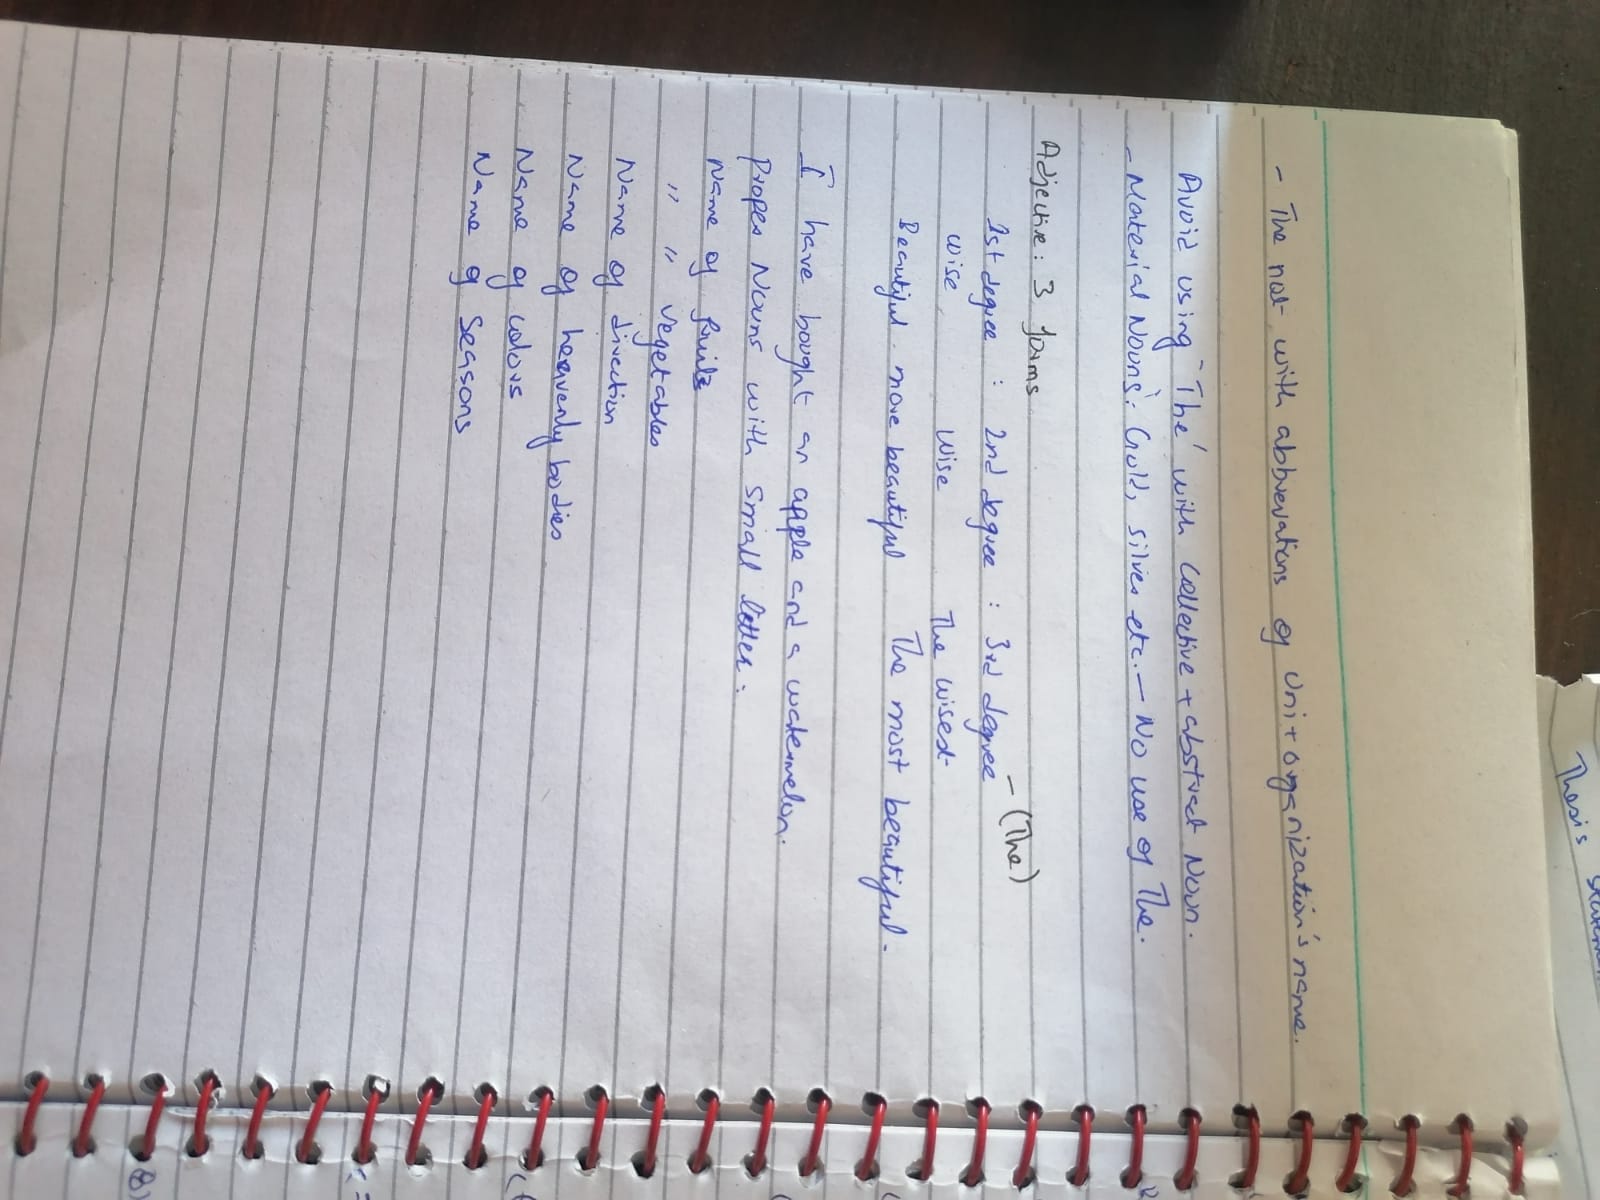 Thesis
- The not with abbrevations of Uni + organization's name.
Avoid using "The' with Collective + abstract Noun.
- Material Nouns: Gold, silver etc. - No use of The.
Adjective: 3 forms
1st degree : 2nd degree : 3rd degree - (The)
wise wise The wisest
Beautiful more beautiful The most beautiful.
I have bought an apple and a watermelon.
Proper Nouns with small letter:
Name of fruits
" " vegetables
Name of direction
Name of heavenly bodies
Name of colors
Name of seasons
8)